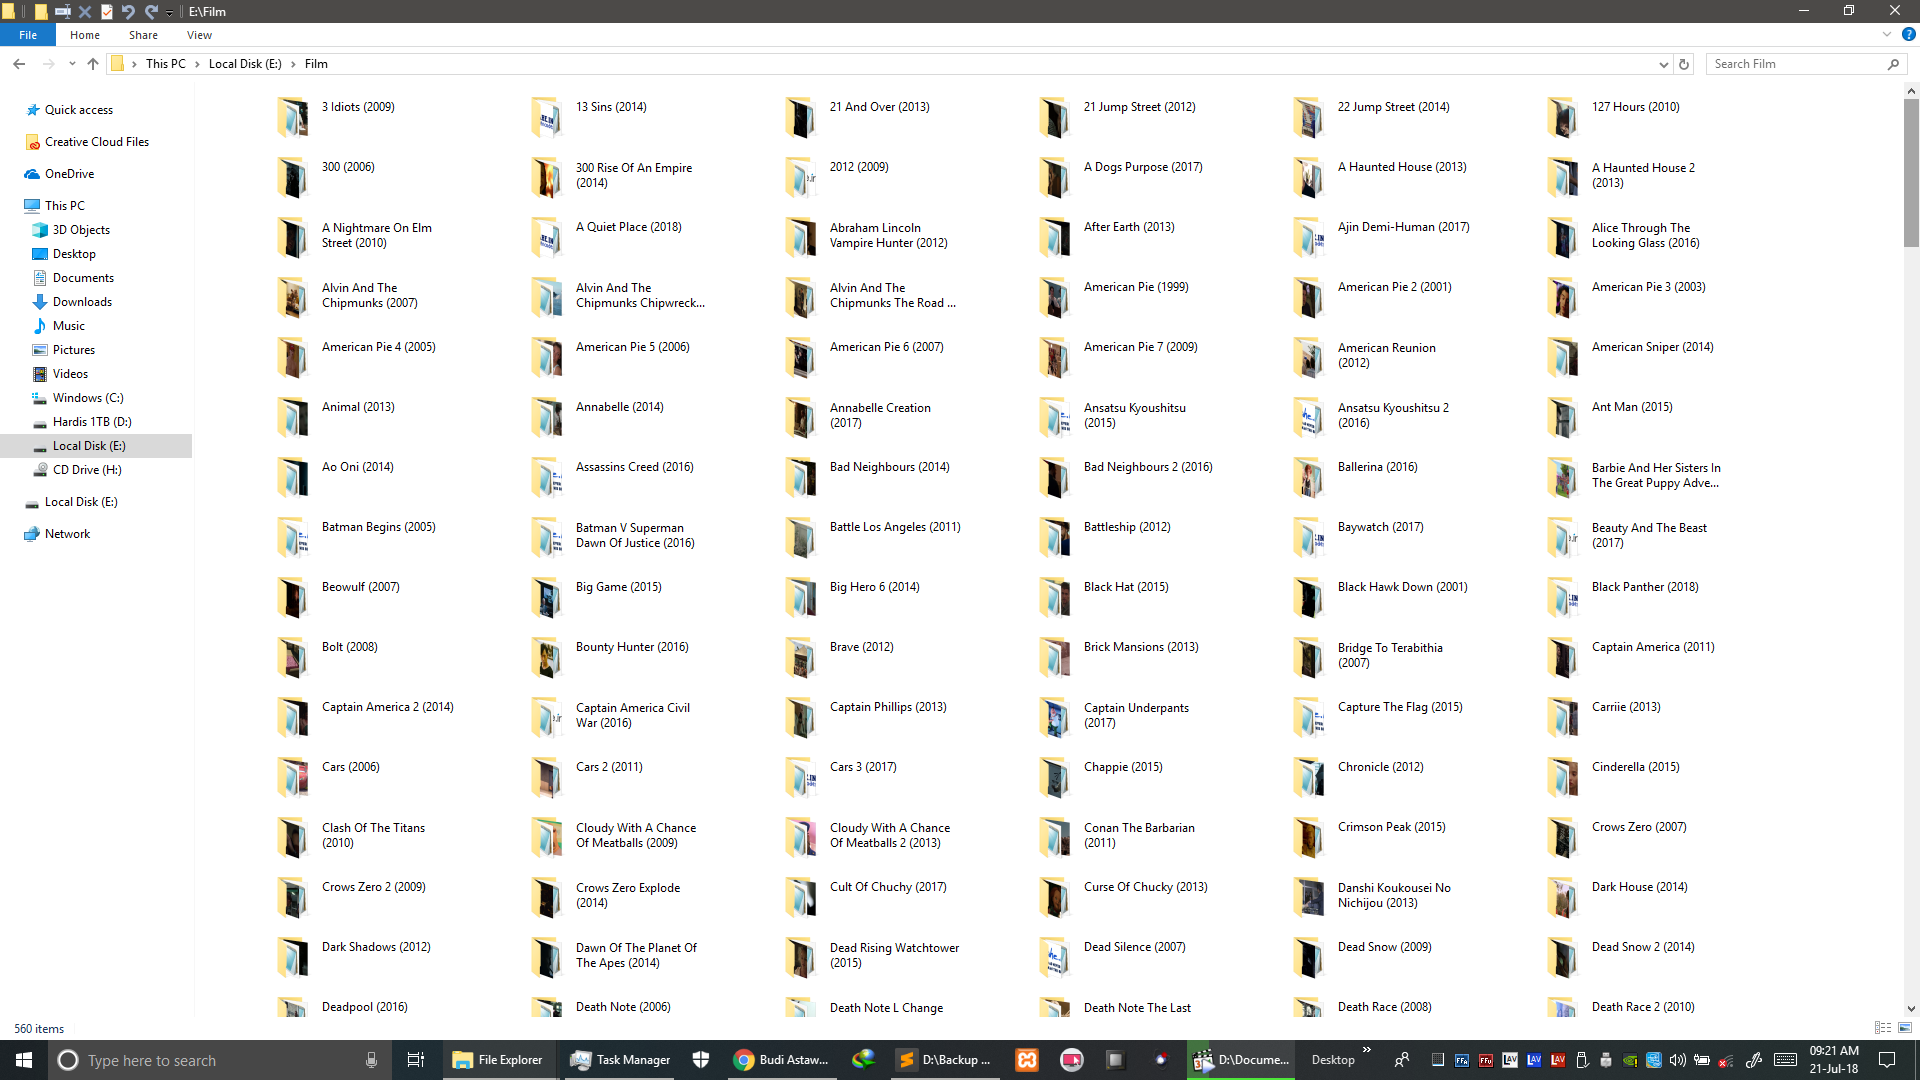 E:\Film
File Home Share View
This PC Local Disk (E:) Film
Search Film
Quick access
Creative Cloud Files
OneDrive
This PC
3D Objects
Desktop
Documents
Downloads
Music
Pictures
Videos
Windows (C:)
Hardis 1TB (D:)
Local Disk (E:)
CD Drive (H:)
Local Disk (E:)
Network
3 Idiots (2009)
13 Sins (2014)
21 And Over (2013)
21 Jump Street (2012)
22 Jump Street (2014)
127 Hours (2010)
300 (2006)
300 Rise Of An Empire
(2014)
2012 (2009)
A Dogs Purpose (2017)
A Haunted House (2013)
A Haunted House 2
(2013)
A Nightmare On Elm
Street (2010)
A Quiet Place (2018)
Abraham Lincoln
Vampire Hunter (2012)
After Earth (2013)
Ajin Demi-Human (2017)
Alice Through The
Looking Glass (2016)
Alvin And The
Chipmunks (2007)
Alvin And The
Chipmunks Chipwreck...
Alvin And The
Chipmunks The Road ...
American Pie (1999)
American Pie 2 (2001)
American Pie 3 (2003)
American Pie 4 (2005)
American Pie 5 (2006)
American Pie 6 (2007)
American Pie 7 (2009)
American Reunion
(2012)
American Sniper (2014)
Animal (2013)
Annabelle (2014)
Annabelle Creation
(2017)
Ansatsu Kyoushitsu
(2015)
Ansatsu Kyoushitsu 2
(2016)
Ant Man (2015)
Ao Oni (2014)
Assassins Creed (2016)
Bad Neighbours (2014)
Bad Neighbours 2 (2016)
Ballerina (2016)
Barbie And Her Sisters In
The Great Puppy Adve...
Batman Begins (2005)
Batman V Superman
Dawn Of Justice (2016)
Battle Los Angeles (2011)
Battleship (2012)
Baywatch (2017)
Beauty And The Beast
(2017)
Beowulf (2007)
Big Game (2015)
Big Hero 6 (2014)
Black Hat (2015)
Black Hawk Down (2001)
Black Panther (2018)
Bolt (2008)
Bounty Hunter (2016)
Brave (2012)
Brick Mansions (2013)
Bridge To Terabithia
(2007)
Captain America (2011)
Captain America 2 (2014)
Captain America Civil
War (2016)
Captain Phillips (2013)
Captain Underpants
(2017)
Capture The Flag (2015)
Carriie (2013)
Cars (2006)
Cars 2 (2011)
Cars 3 (2017)
Chappie (2015)
Chronicle (2012)
Cinderella (2015)
Clash Of The Titans
(2010)
Cloudy With A Chance
Of Meatballs (2009)
Cloudy With A Chance
Of Meatballs 2 (2013)
Conan The Barbarian
(2011)
Crimson Peak (2015)
Crows Zero (2007)
Crows Zero 2 (2009)
Crows Zero Explode
(2014)
Cult Of Chuchy (2017)
Curse Of Chucky (2013)
Danshi Koukousei No
Nichijou (2013)
Dark House (2014)
Dark Shadows (2012)
Dawn Of The Planet Of
The Apes (2014)
Dead Rising Watchtower
(2015)
Dead Silence (2007)
Dead Snow (2009)
Dead Snow 2 (2014)
Deadpool (2016)
Death Note (2006)
Death Note L Change
Death Note The Last
Death Race (2008)
Death Race 2 (2010)
560 items
Type here to search
File Explorer
Task Manager
Budi Astaw...
D:\Backup ...
D:\Docume...
Desktop
09:21 AM
21-Jul-18